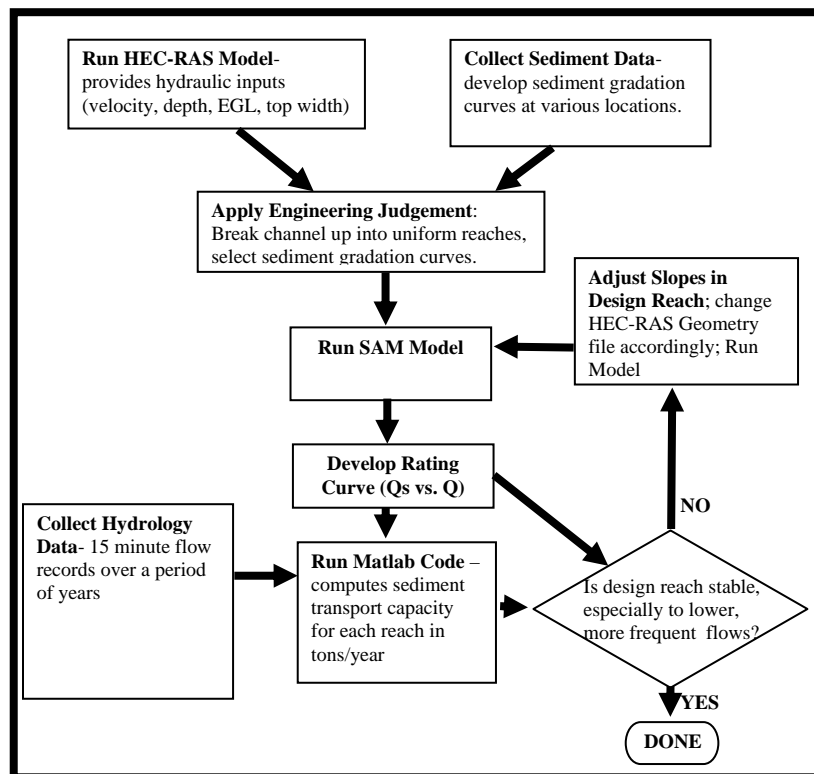 Run HEC-RAS Model-
provides hydraulic inputs
(velocity, depth, EGL, top width)
Collect Sediment Data-
develop sediment gradation
curves at various locations.
Apply Engineering Judgement:
Break channel up into uniform reaches,
select sediment gradation curves.
Adjust Slopes in
Design Reach; change
HEC-RAS Geometry
file accordingly; Run
Model
Run SAM Model
Develop Rating
Curve (Qs vs. Q)
NO
Collect Hydrology
Data- 15 minute flow
records over a period
of years
Run Matlab Code –
computes sediment
transport capacity
for each reach in
tons/year
Is design reach stable,
especially to lower,
more frequent flows?
YES
DONE